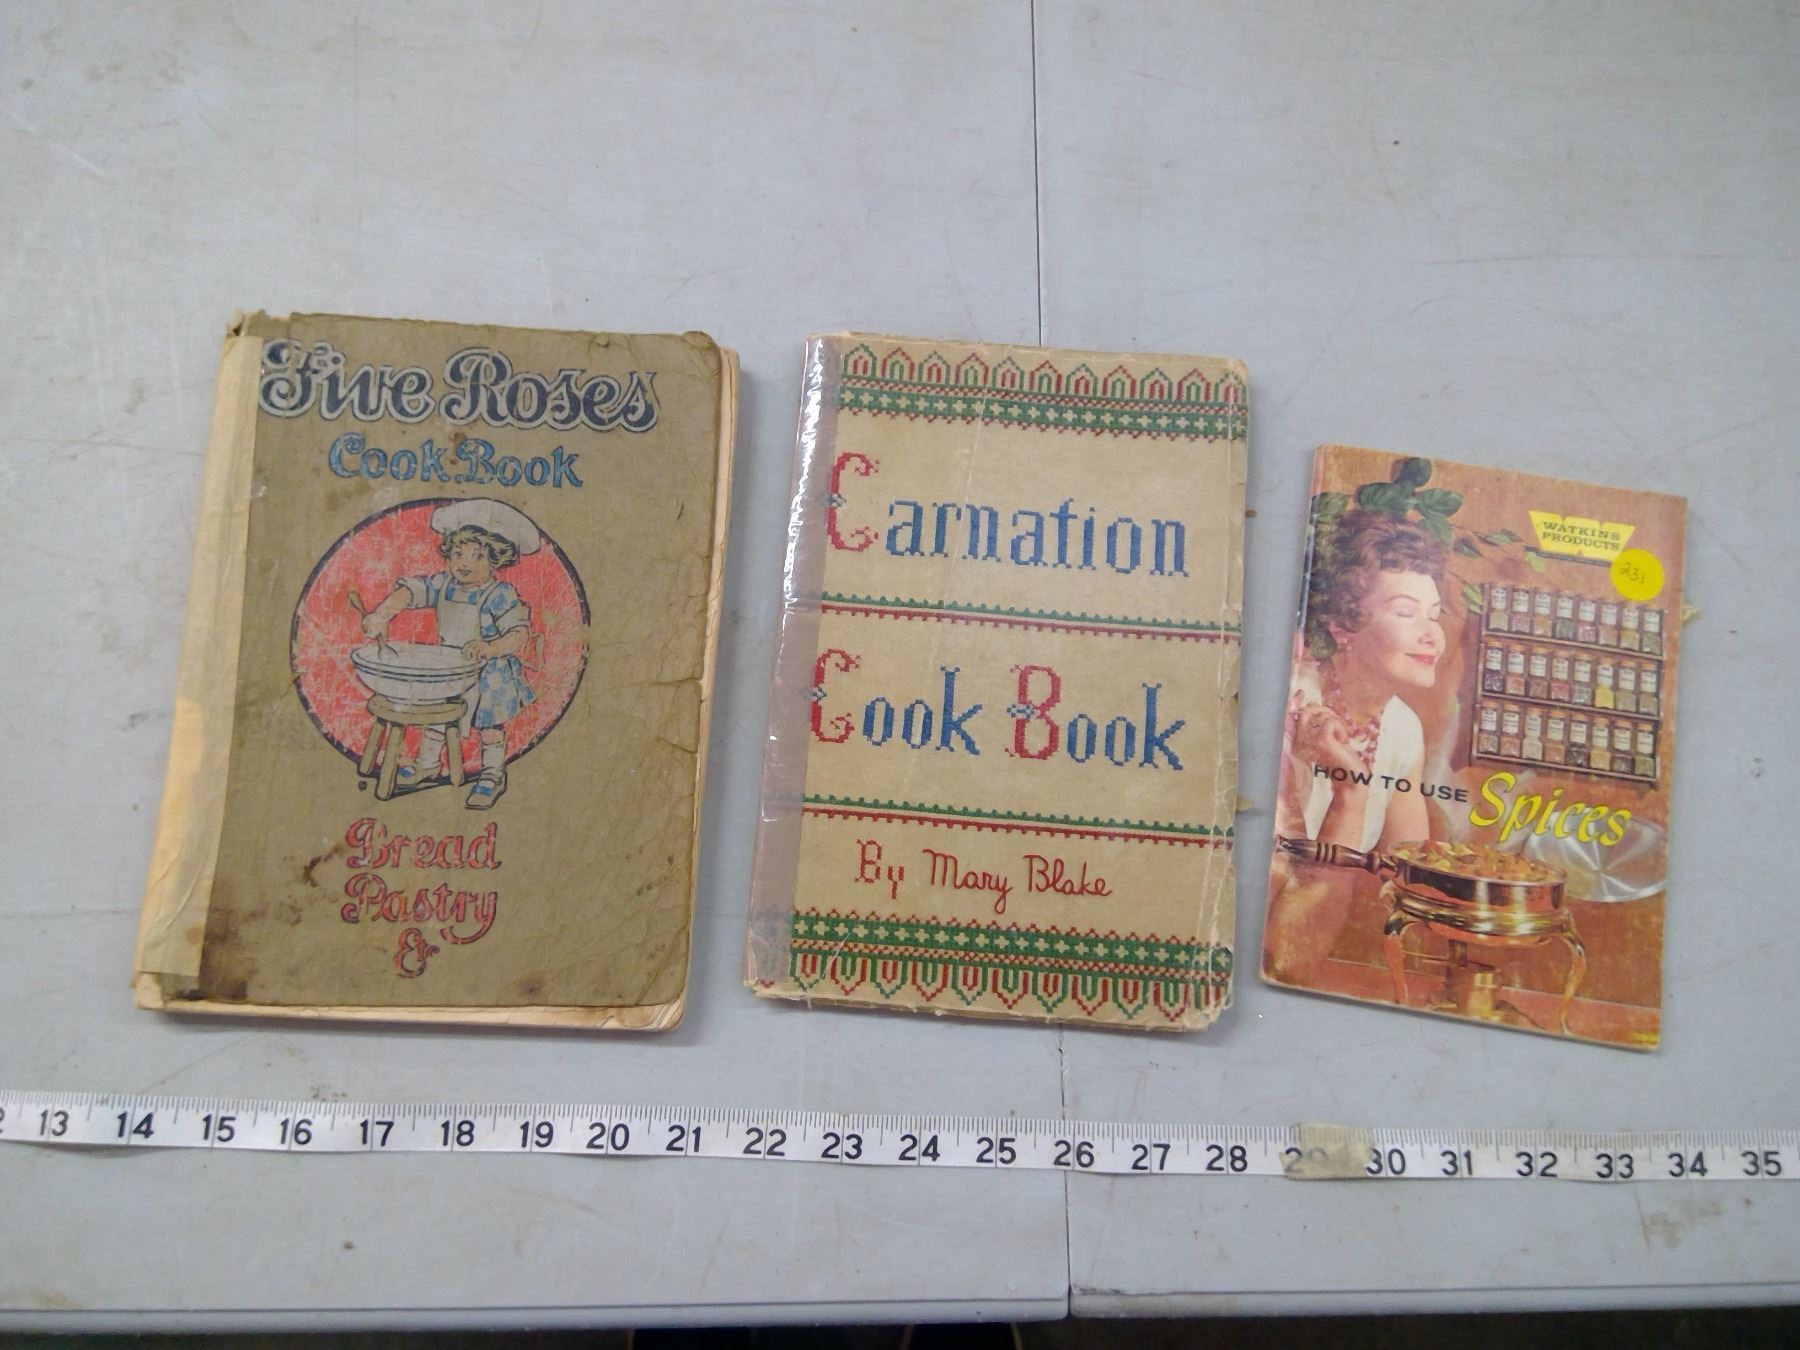 Five Roses
Cook Book
Bread
Pastry
Etc
Carnation
Cook Book
By Mary Blake
WATKINS
PRODUCTS
231
HOW TO USE Spices
13 14 15 16 17 18 19 20 21 22 23 24 25 26 27 28 29 30 31 32 33 34 35